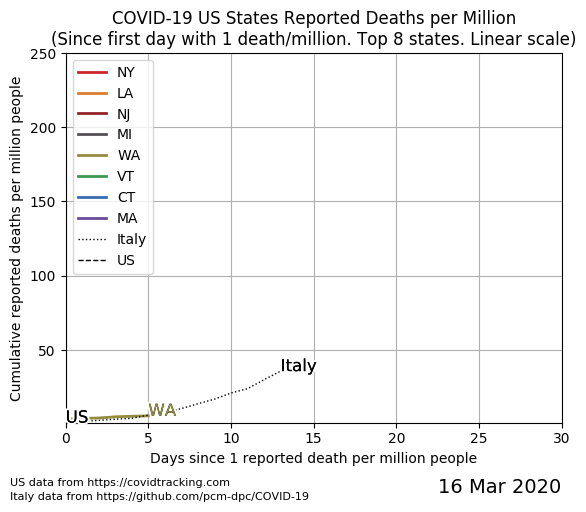 COVID-19 US States Reported Deaths per Million
(Since first day with 1 death/million. Top 8 states. Linear scale)
Cumulative reported deaths per million people
250
200
150
100
50
NY
LA
NJ
MI
WA
VT
CT
MA
Italy
US
Italy
WA
US
0 5 10 15 20 25 30
Days since 1 reported death per million people
US data from https://covidtracking.com
Italy data from https://github.com/pcm-dpc/COVID-19
16 Mar 2020